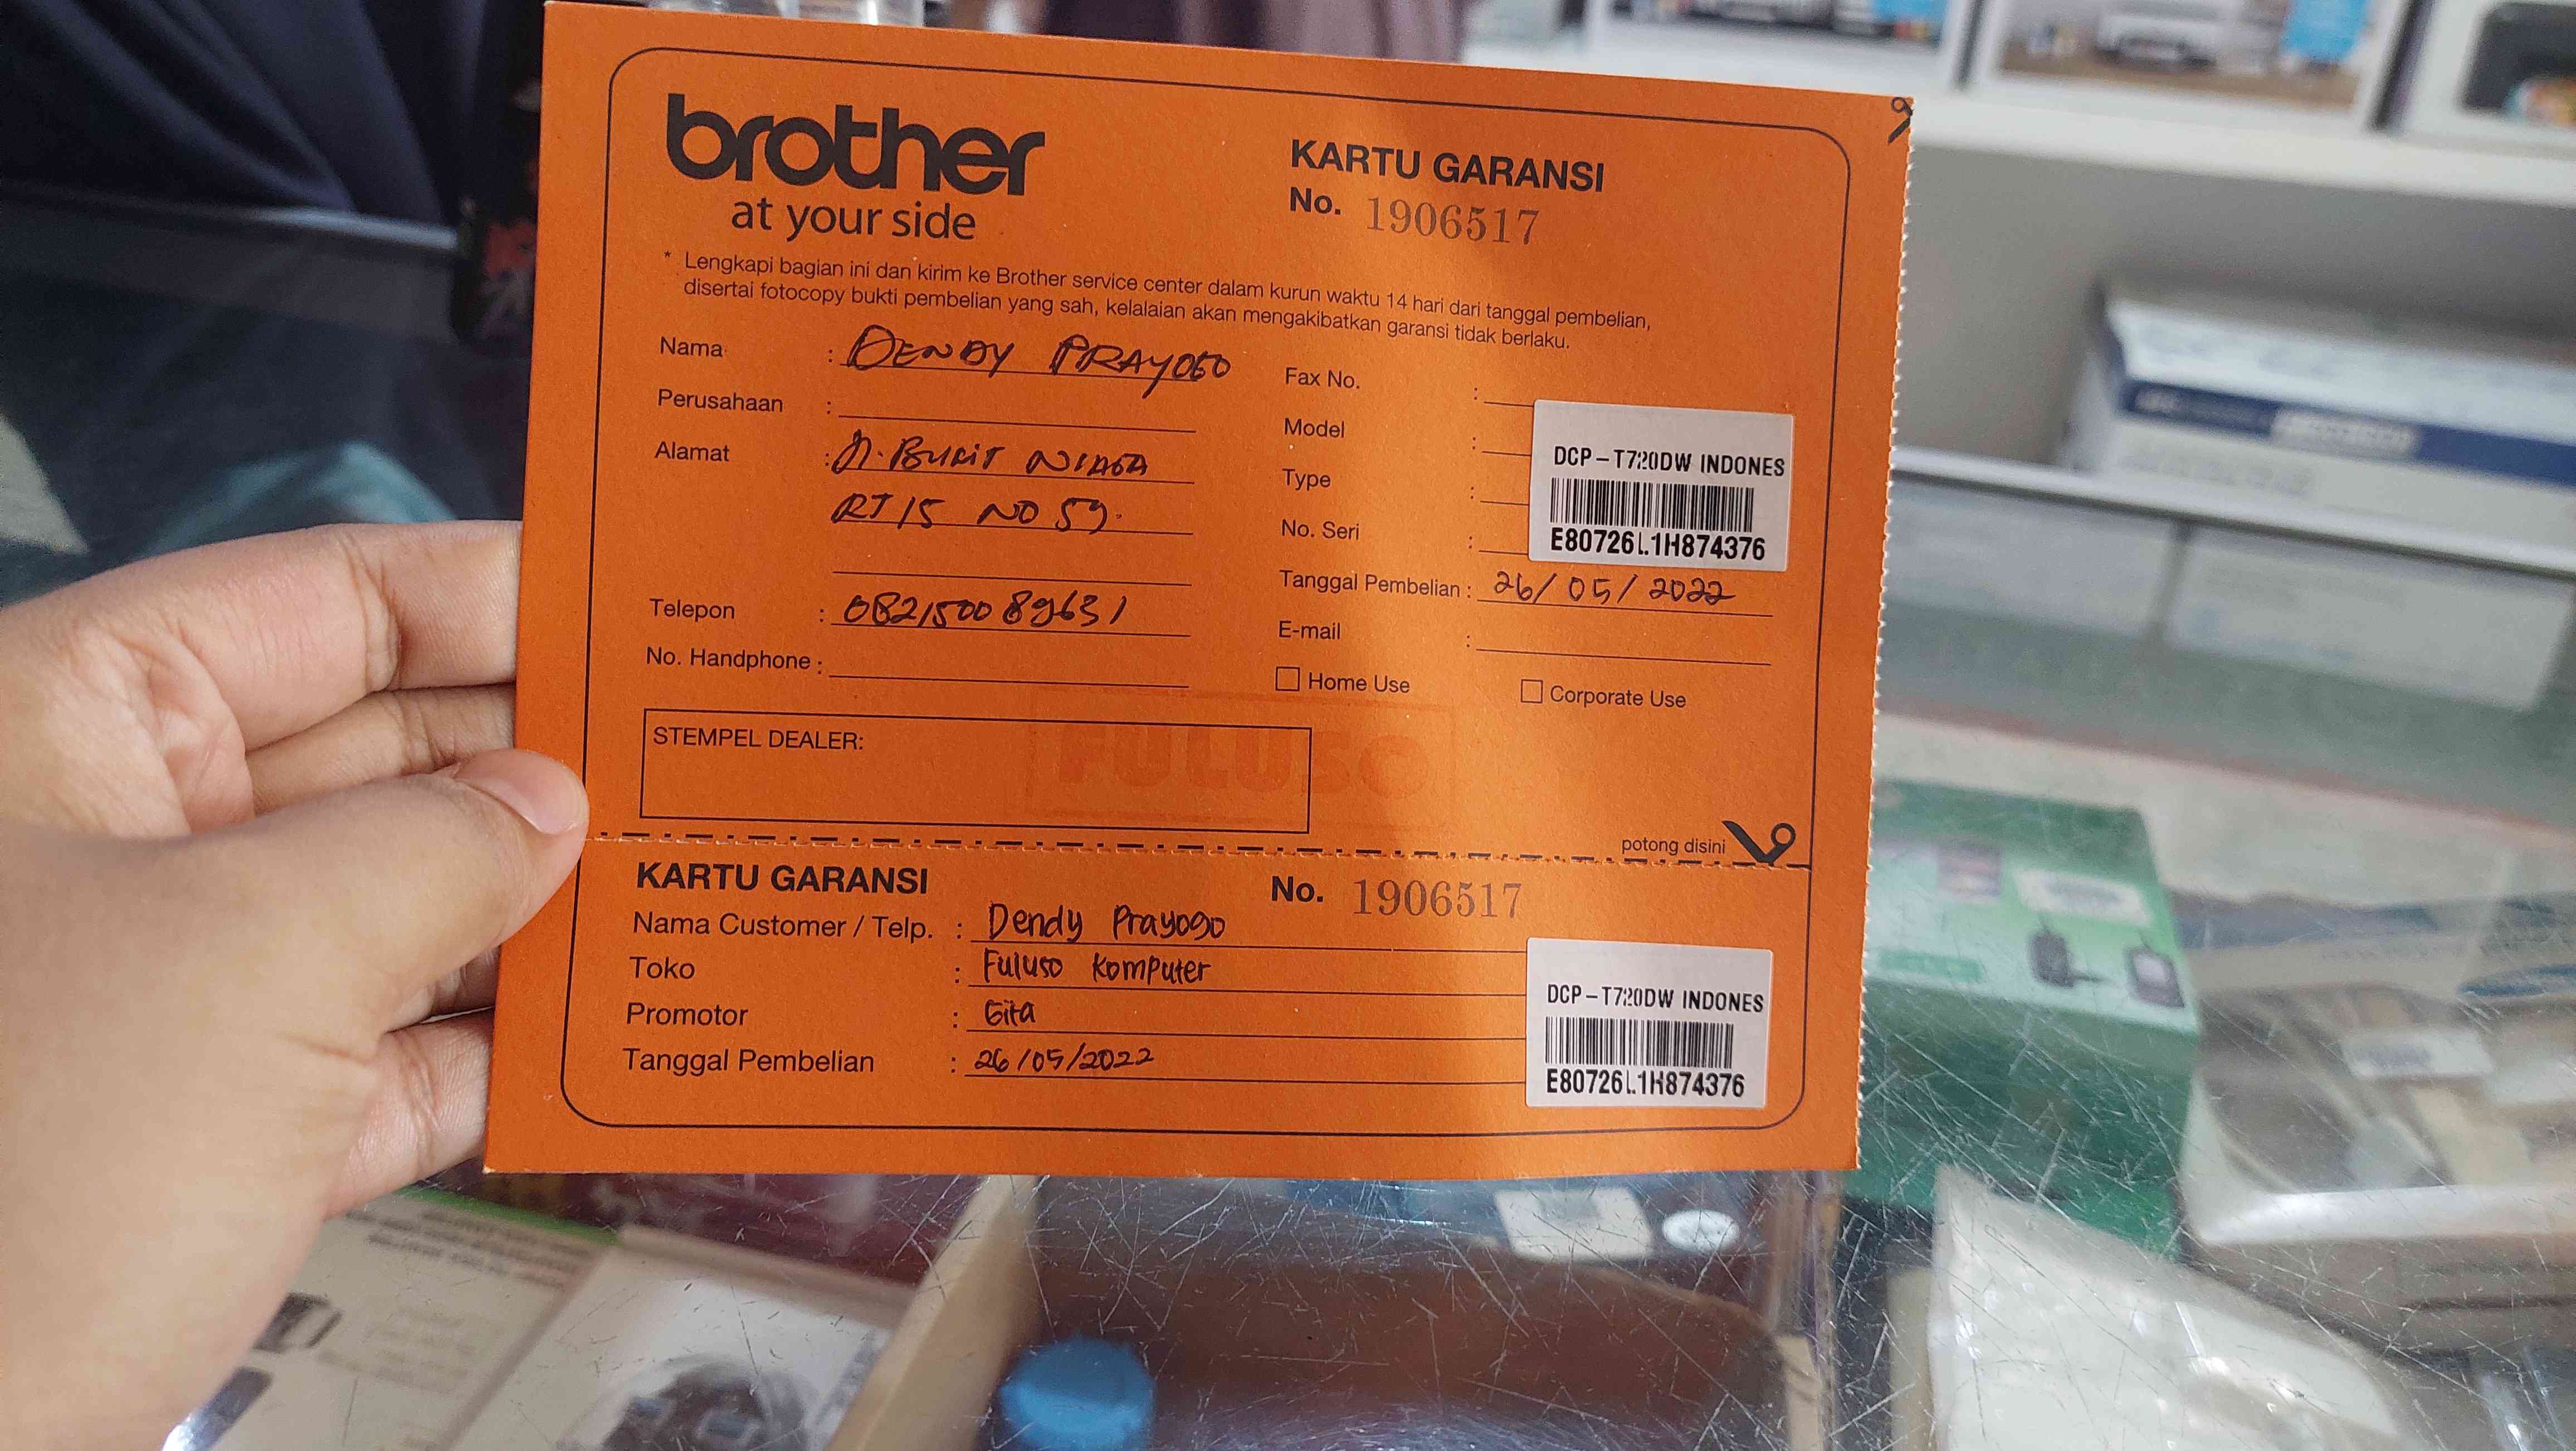 brother
at your side
KARTU GARANSI
No. 1906517
* Lengkapi bagian ini dan kirim ke Brother service center dalam kurun waktu 14 hari dari tanggal pembelian,
disertai fotocopy bukti pembelian yang sah, kelalaian akan mengakibatkan garansi tidak berlaku.
Nama : DENDY PRAYOGO
Perusahaan :
Alamat : Jl. BUKIT NIAGA
RT 15 NO 59.
Telepon : 082150089631
No. Handphone :
Fax No. :
Model :
Type :
No. Seri :
DCP-T720DW INDONES
E80726L1H874376
Tanggal Pembelian : 26/05/2022
E-mail :
Home Use
Corporate Use
STEMPEL DEALER:
FULUSO
potong disini
KARTU GARANSI
No. 1906517
Nama Customer / Telp. : Dendy Prayogo
Toko : Fuluso Komputer
Promotor : Gita
Tanggal Pembelian : 26/05/2022
DCP-T720DW INDONES
E80726L1H874376